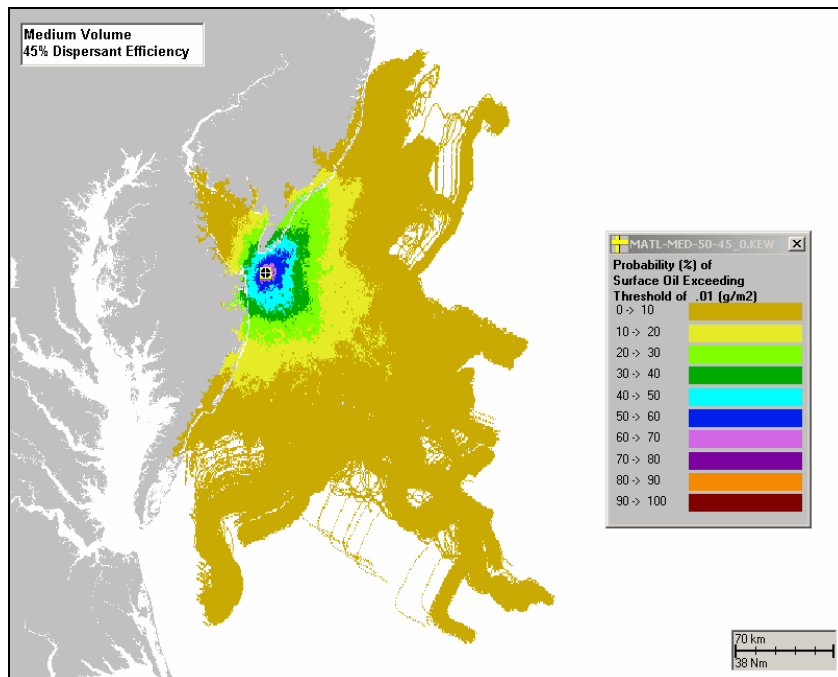 Medium Volume
45% Dispersant Efficiency
MATL-MED-50-45_0.KEW
Probability (%) of
Surface Oil Exceeding
Threshold of .01 (g/m2)
0 -> 10
10 -> 20
20 -> 30
30 -> 40
40 -> 50
50 -> 60
60 -> 70
70 -> 80
80 -> 90
90 -> 100
70 km
38 Nm